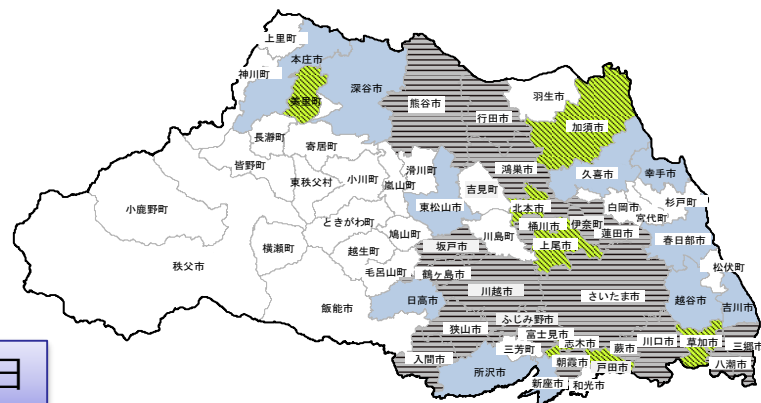 上里町
本庄市
神川町
美里町
深谷市
熊谷市
行田市
羽生市
加須市
長瀞町
寄居町
皆野町
東秩父村
小川町
嵐山町
滑川町
東松山市
吉見町
鴻巣市
久喜市
幸手市
小鹿野町
ときがわ町
鳩山町
川島町
北本市
桶川市
上尾市
伊奈町
白岡市
蓮田市
宮代町
杉戸町
春日部市
横瀬町
越生町
坂戸市
秩父市
毛呂山町
鶴ヶ島市
松伏町
飯能市
日高市
川越市
さいたま市
越谷市
吉川市
ふじみ野市
狭山市
富士見市
入間市
三芳町
志木市
朝霞市
戸田市
蕨市
川口市
草加市
三郷市
八潮市
所沢市
新座市
和光市
日